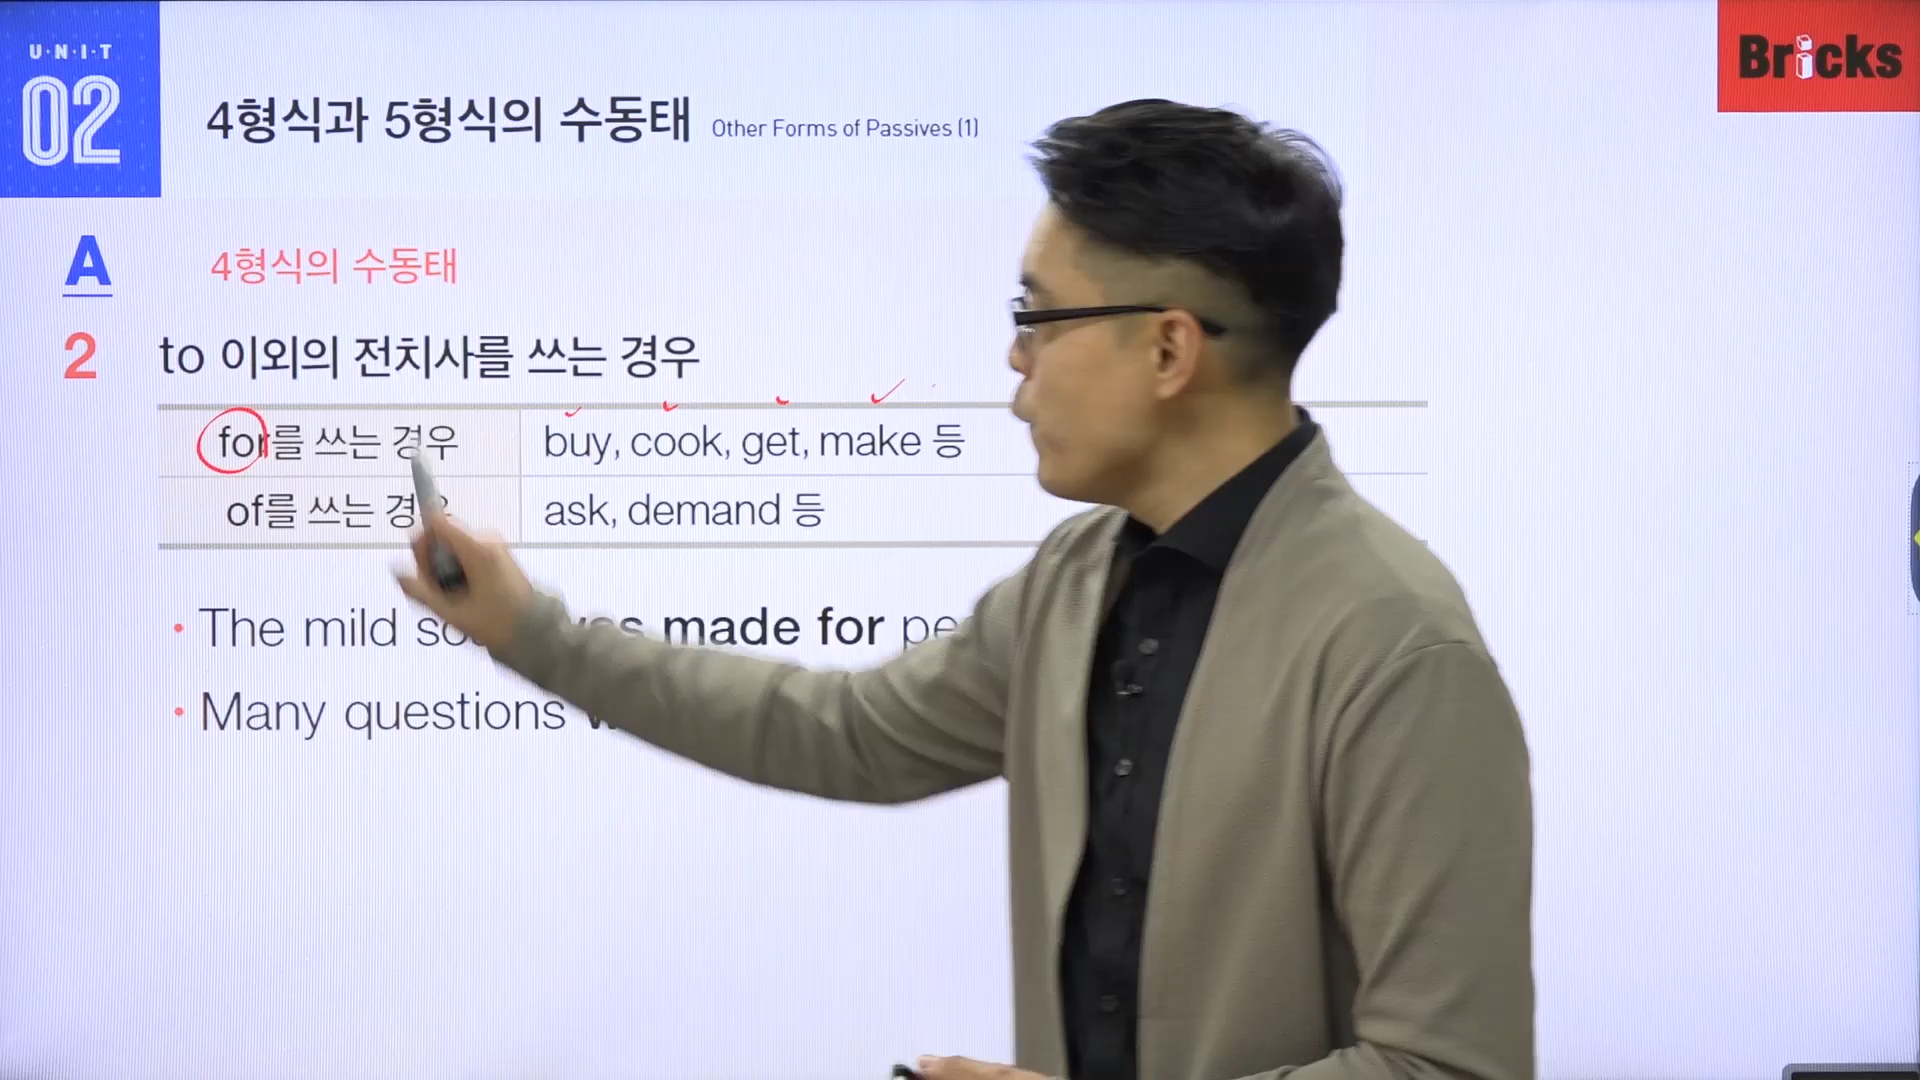 U·N·I·T
02
Bricks
4형식과 5형식의 수동태 Other Forms of Passives (1)
A 4형식의 수동태
2 to 이외의 전치사를 쓰는 경우
for를 쓰는 경우 buy, cook, get, make 등
of를 쓰는 경우 ask, demand 등
• The mild made for
• Many questions